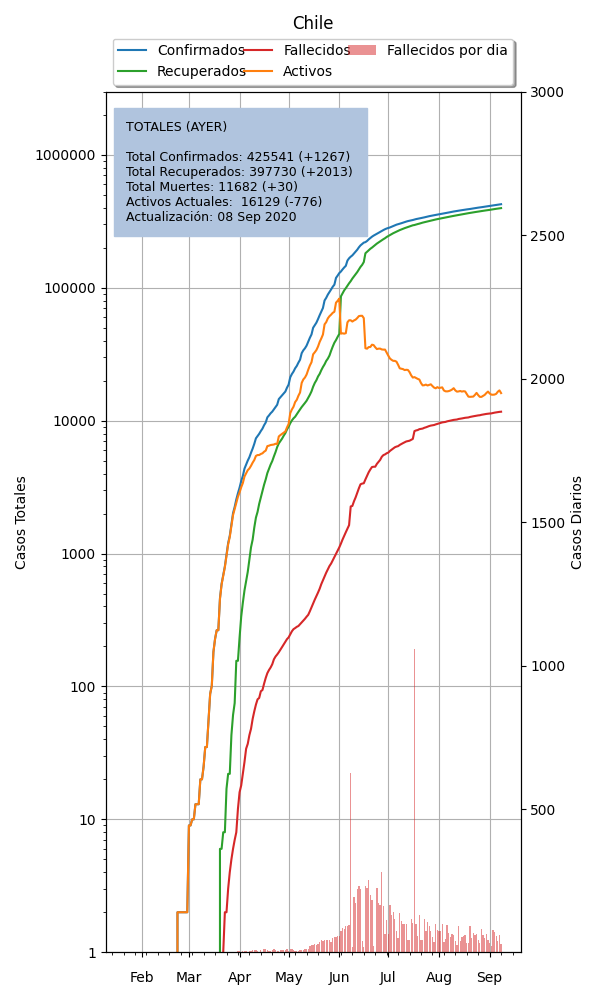 Chile
Confirmados Fallecidos Fallecidos por dia
Recuperados Activos
TOTALES (AYER)
Total Confirmados: 425541 (+1267)
Total Recuperados: 397730 (+2013)
Total Muertes: 11682 (+30)
Activos Actuales:  16129 (-776)
Actualización: 08 Sep 2020
Casos Totales
1000000
100000
10000
1000
100
10
1
Casos Diarios
3000
2500
2000
1500
1000
500
Feb Mar Apr May Jun Jul Aug Sep